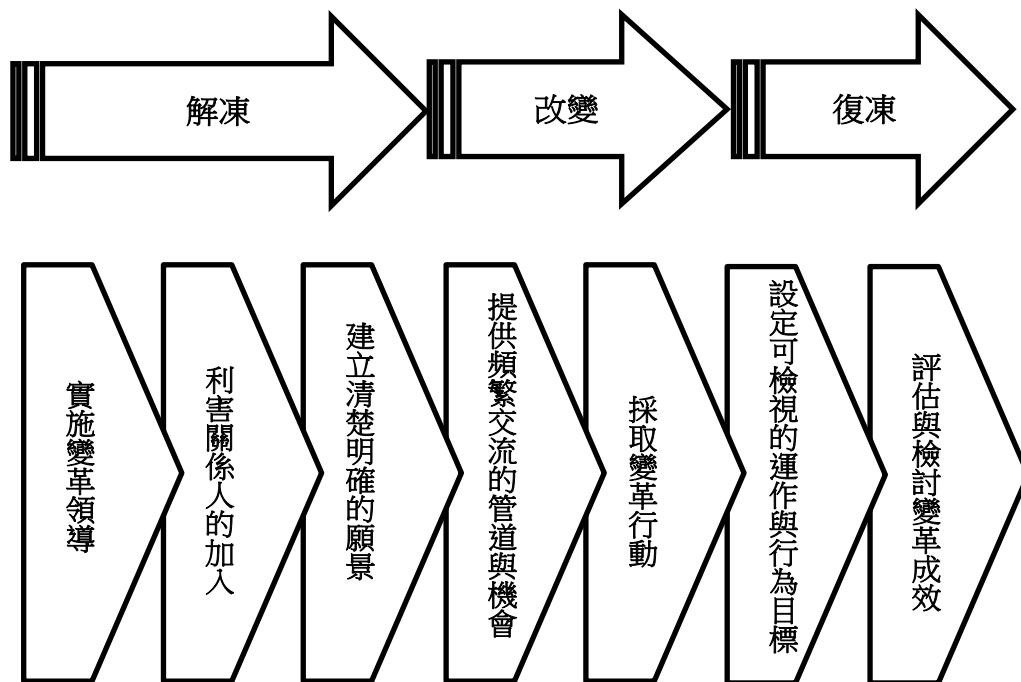 解凍
改變
復凍
實施變革領導
利害關係人的加入
建立清楚明確的願景
提供頻繁交流的管道與機會
採取變革行動
設定可檢視的運作與行為目標
評估與檢討變革成效